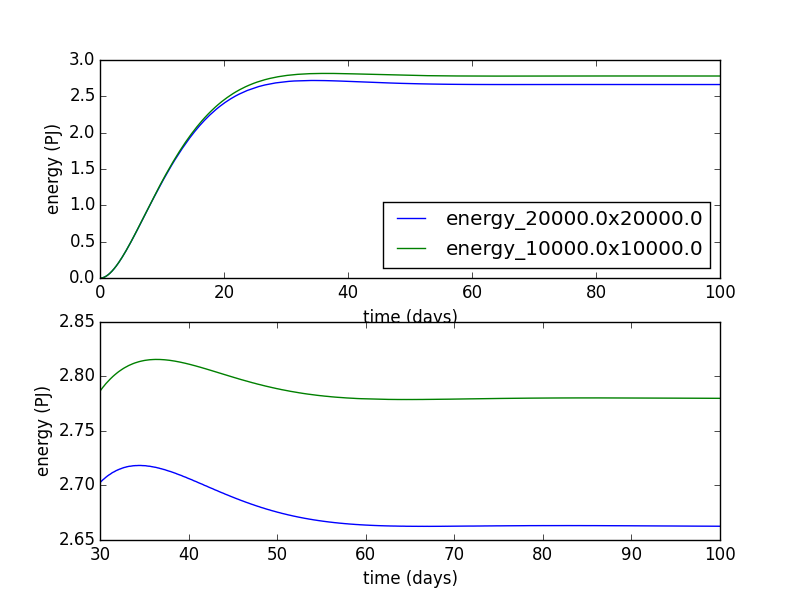 3.0
2.5
2.0
1.5
1.0
0.5
0.0
energy (PJ)
energy_20000.0x20000.0
energy_10000.0x10000.0
0 20 40 60 80 100
time (days)
2.85
2.80
2.75
2.70
2.65
energy (PJ)
30 40 50 60 70 80 90 100
time (days)